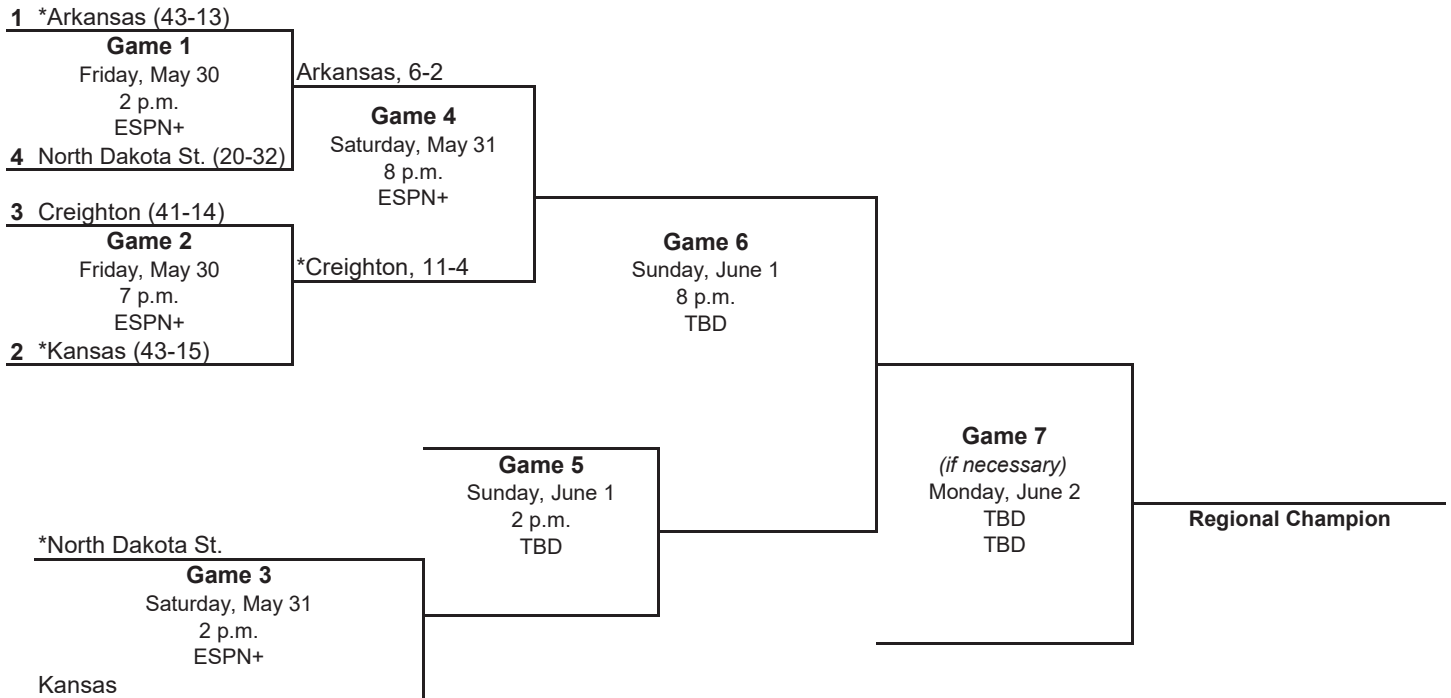 1 *Arkansas (43-13)
Game 1
Friday, May 30
2 p.m.
ESPN+
4 North Dakota St. (20-32)
Arkansas, 6-2
Game 4
Saturday, May 31
8 p.m.
ESPN+
*Creighton, 11-4
3 Creighton (41-14)
Game 2
Friday, May 30
7 p.m.
ESPN+
2 *Kansas (43-15)
Game 6
Sunday, June 1
8 p.m.
TBD
Game 5
Sunday, June 1
2 p.m.
TBD
*North Dakota St.
Game 3
Saturday, May 31
2 p.m.
ESPN+
Kansas
Game 7
(if necessary)
Monday, June 2
TBD
TBD
Regional Champion